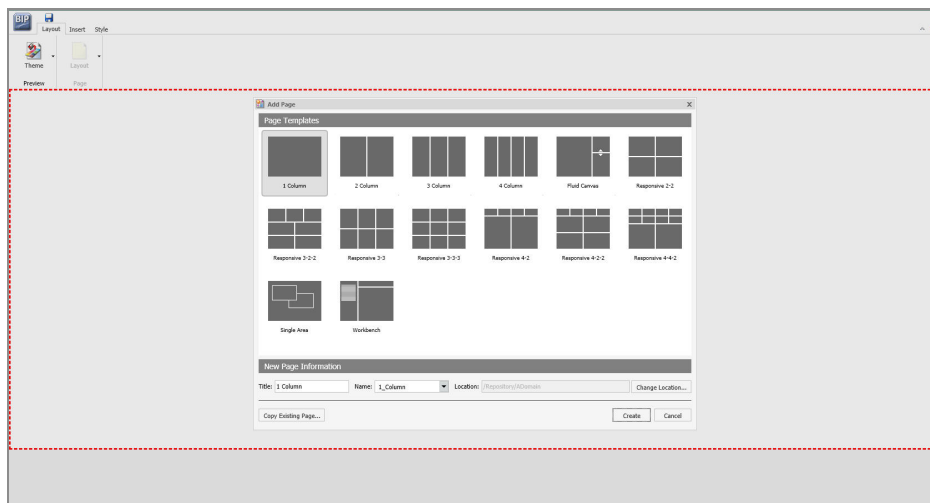 BIP
Layout Insert Style
Theme Layout
Preview Page
Add Page
Page Templates
1 Column 2 Column 3 Column 4 Column Fluid Canvas Responsive 2-2
Responsive 3-2-2 Responsive 3-3 Responsive 3-3-3 Responsive 4-2 Responsive 4-2-2 Responsive 4-4-2
Single Area Workbench
New Page Information
Title: 1 Column Name: 1_Column Location: /Repository/ADomain Change Location...
Copy Existing Page... Create Cancel